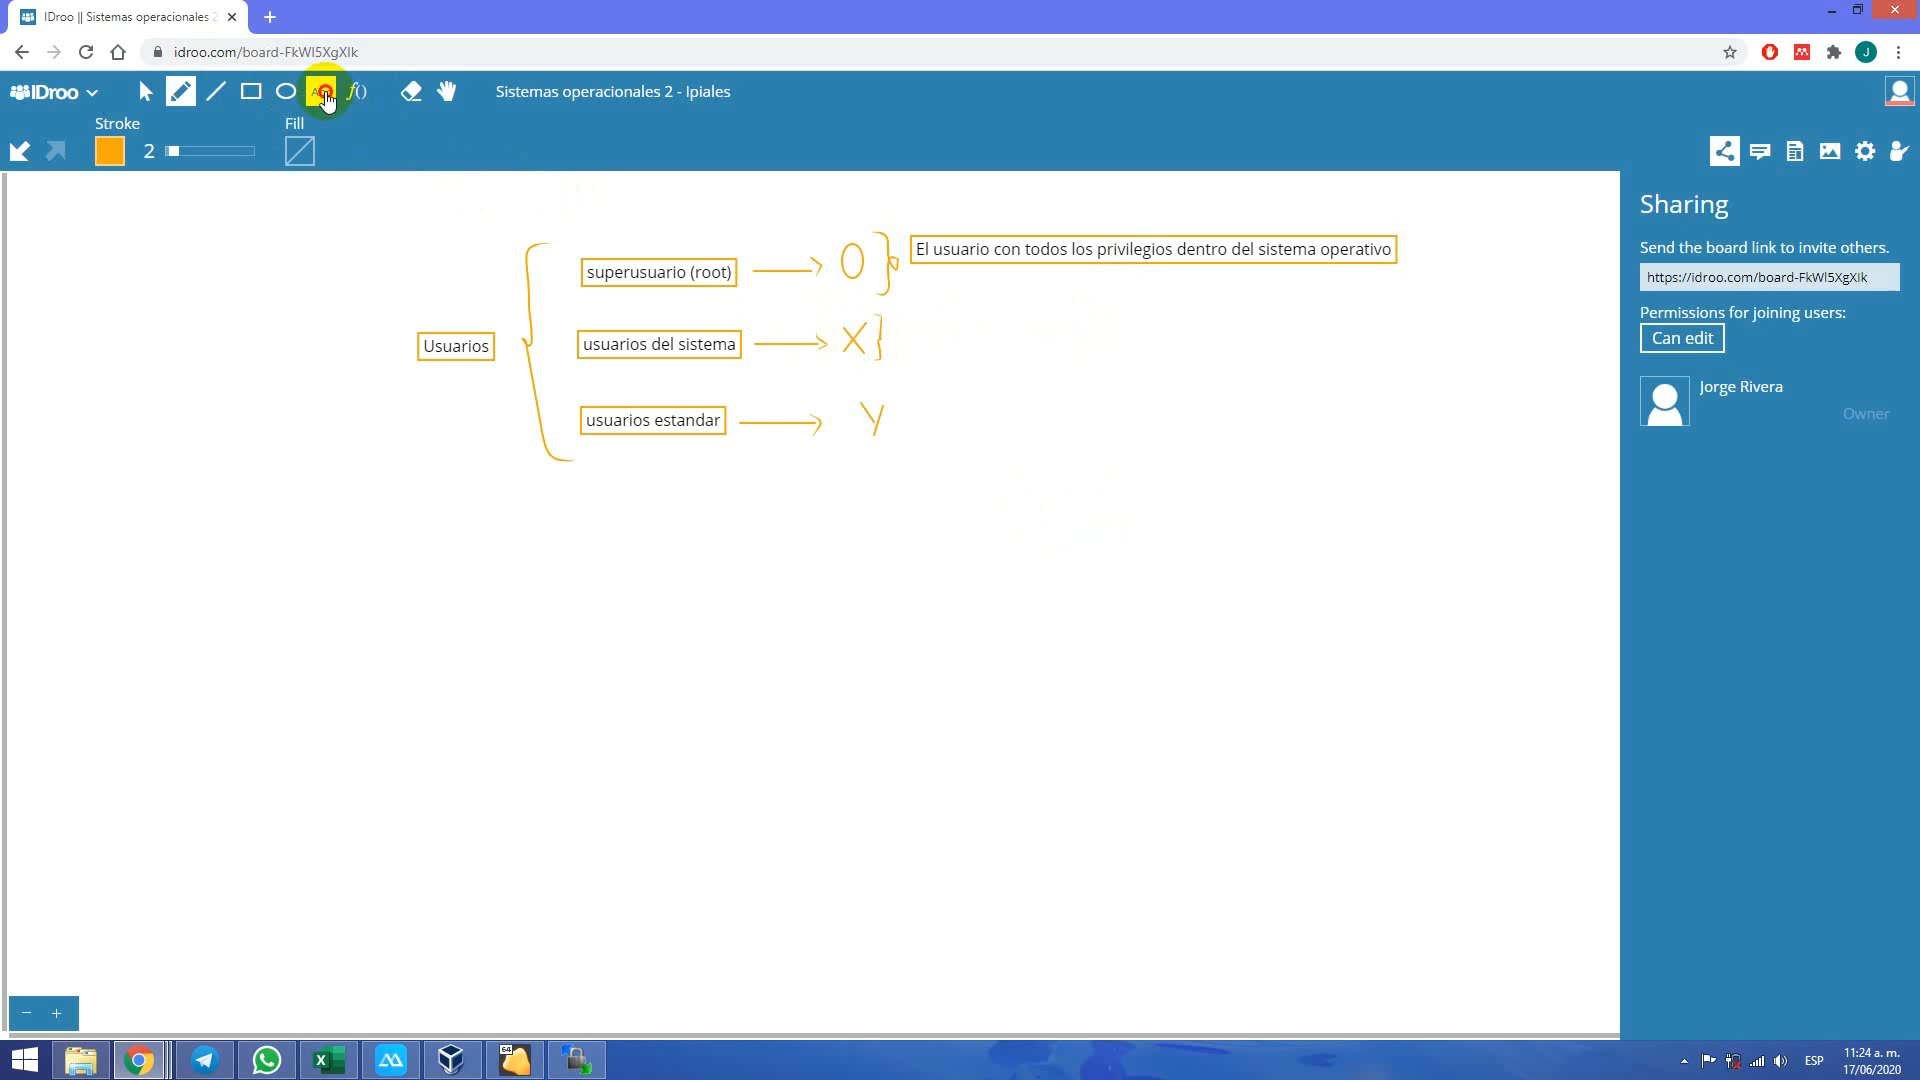 IDroo || Sistemas operacionales 2
idroo.com/board-FkWl5XgXIk
J
IDroo
f()
Sistemas operacionales 2 - Ipiales
Stroke
Fill
2
Sharing
Send the board link to invite others.
https://idroo.com/board-FkWl5XgXIk
Permissions for joining users:
Can edit
Jorge Rivera
Owner
El usuario con todos los privilegios dentro del sistema operativo
superusuario (root)
0
Usuarios
usuarios del sistema
X
usuarios estandar
Y
64
ESP
11:24 a. m.
17/06/2020